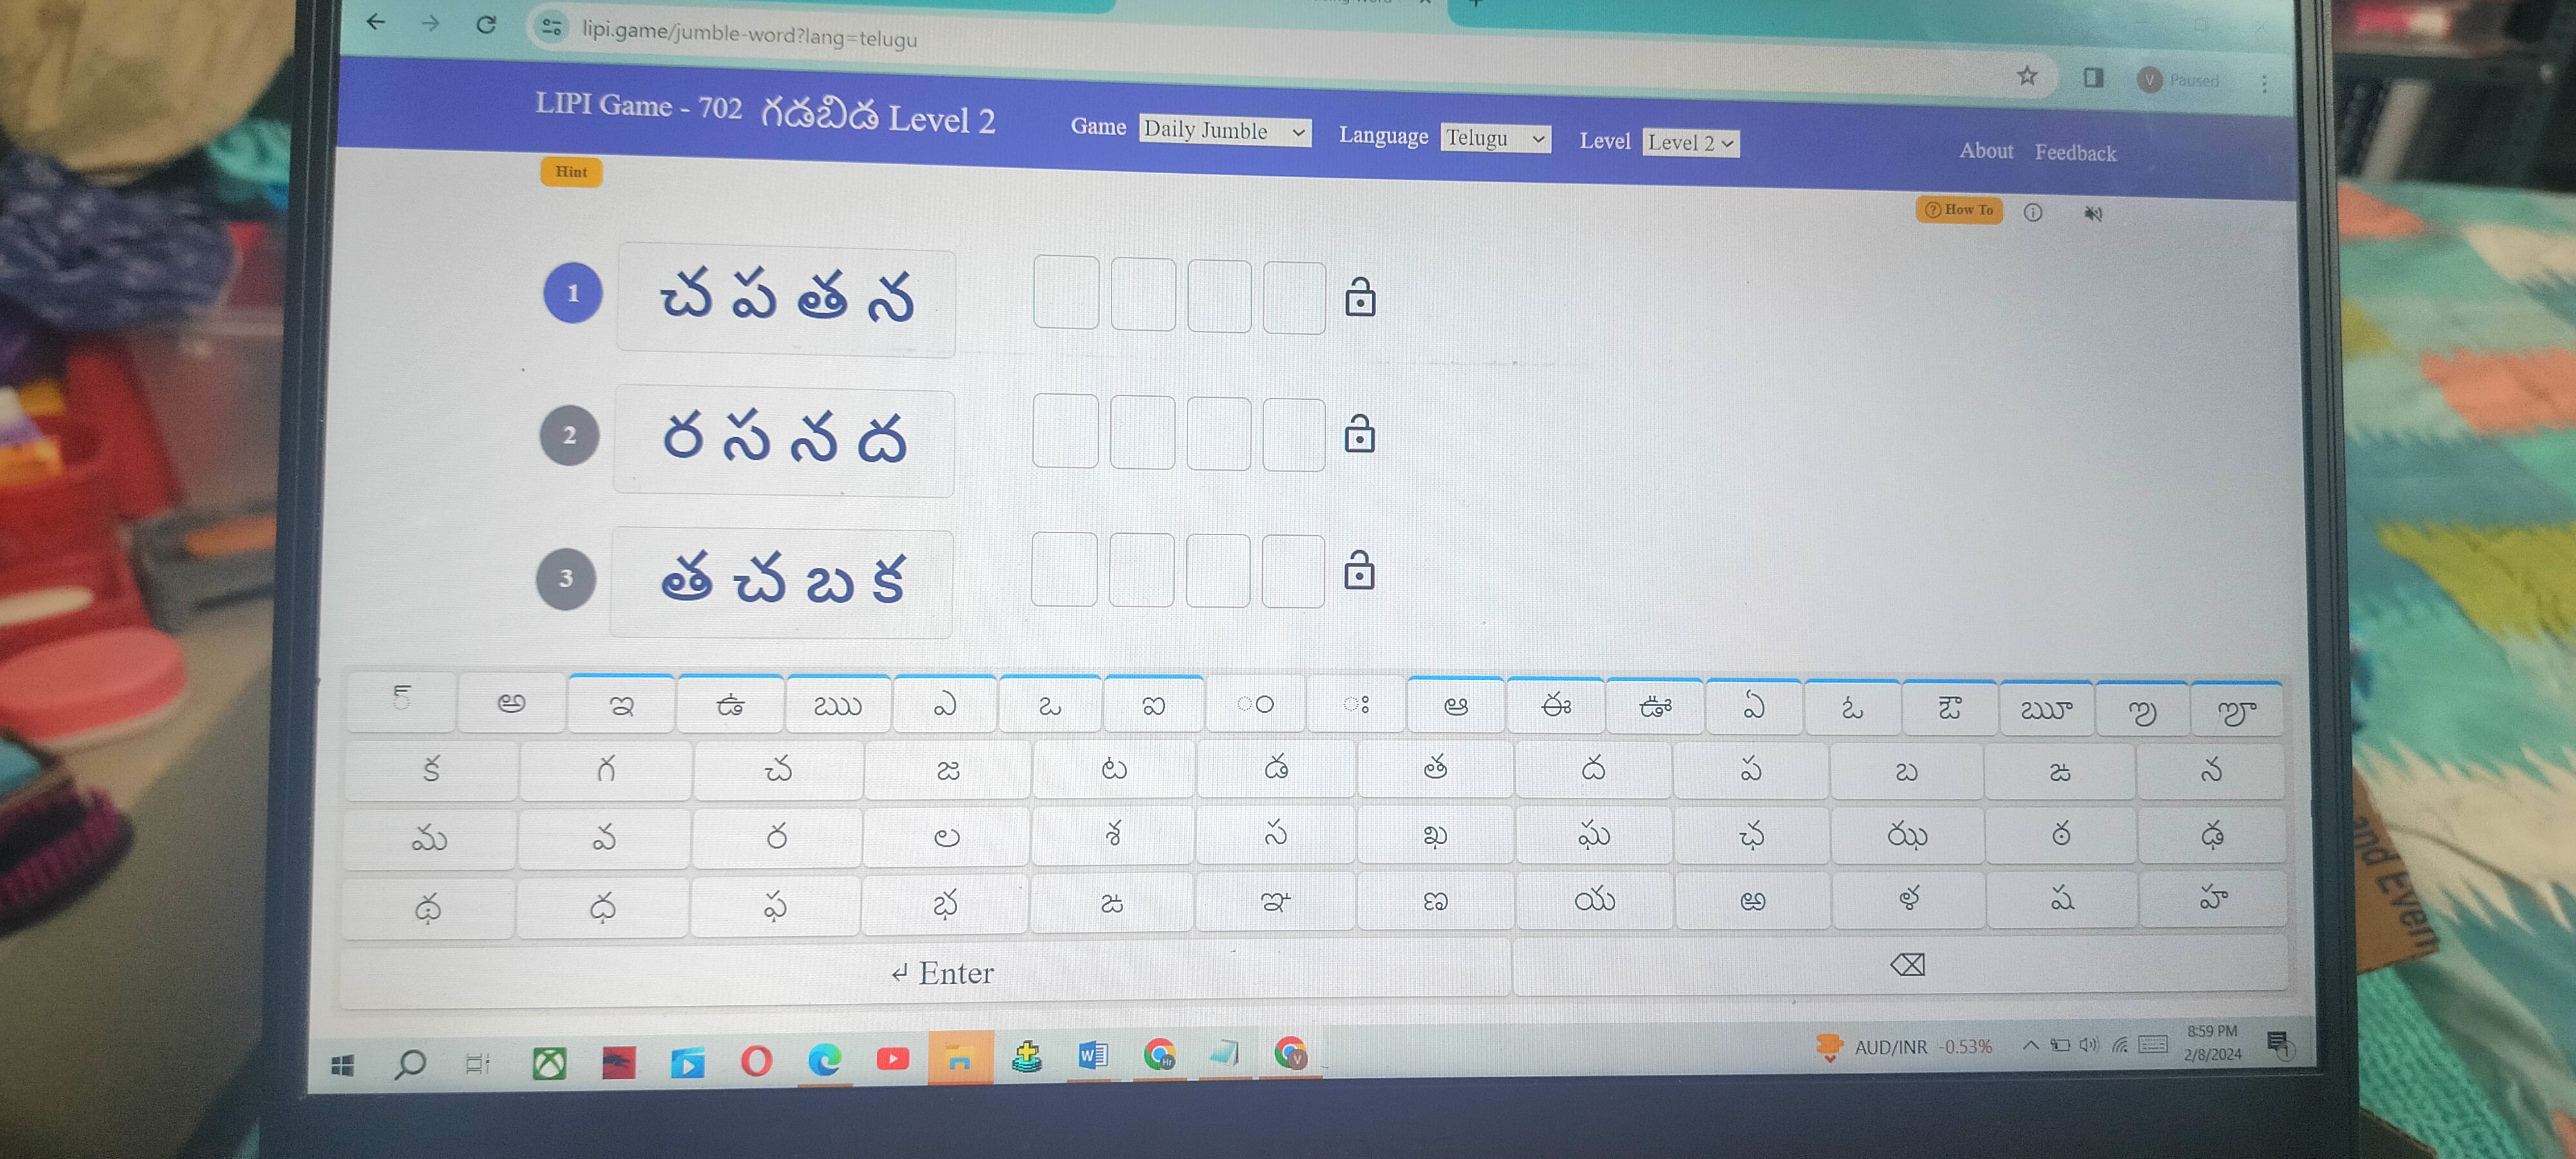 lipi.game/jumble-word?lang=telugu
Paused
LIPI Game - 702 గడబిడ Level 2
Game Daily Jumble Language Telugu Level Level 2
About Feedback
Hint
? How To
1 చ ప త న
2 ర స న ద
3 త చ బ క
్ అ ఇ ఉ ఋ ఎ ఒ ఐ ం ః ఆ ఈ ఊ ఏ ఓ ఔ ౠ ఌ ౡ
క గ చ జ ట డ త ద ప బ జ న
మ వ ర ల శ స ఖ ఘ ఛ ఝ ఠ ఢ
థ ధ ఫ భ ఙ ఞ ణ య ఱ ళ ష హ
↵ Enter
AUD/INR -0.53%
8:59 PM
2/8/2024
and Even